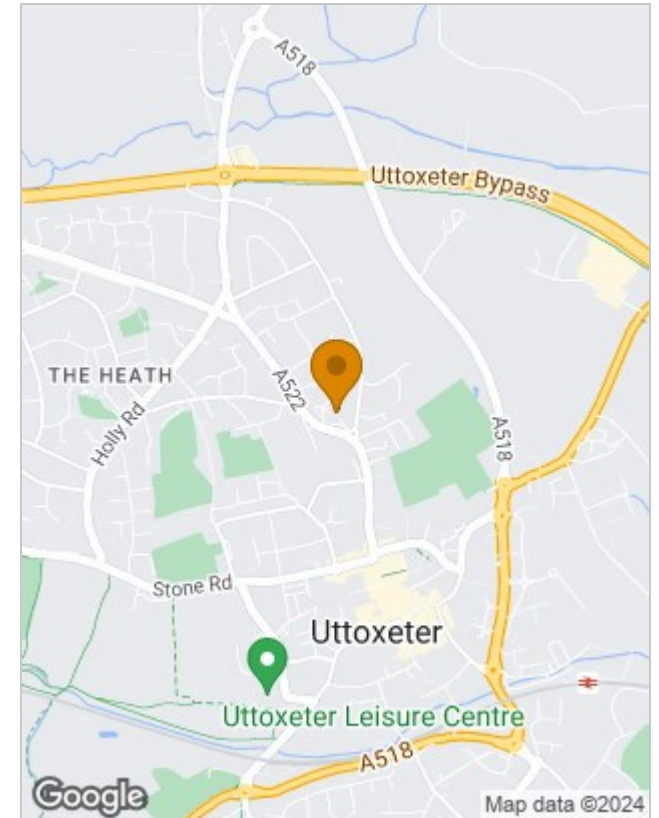 A518
Uttoxeter Bypass
THE HEATH
A522
Holly Rd
A518
Stone Rd
Uttoxeter
Uttoxeter Leisure Centre
A518
Google
Map data ©2024